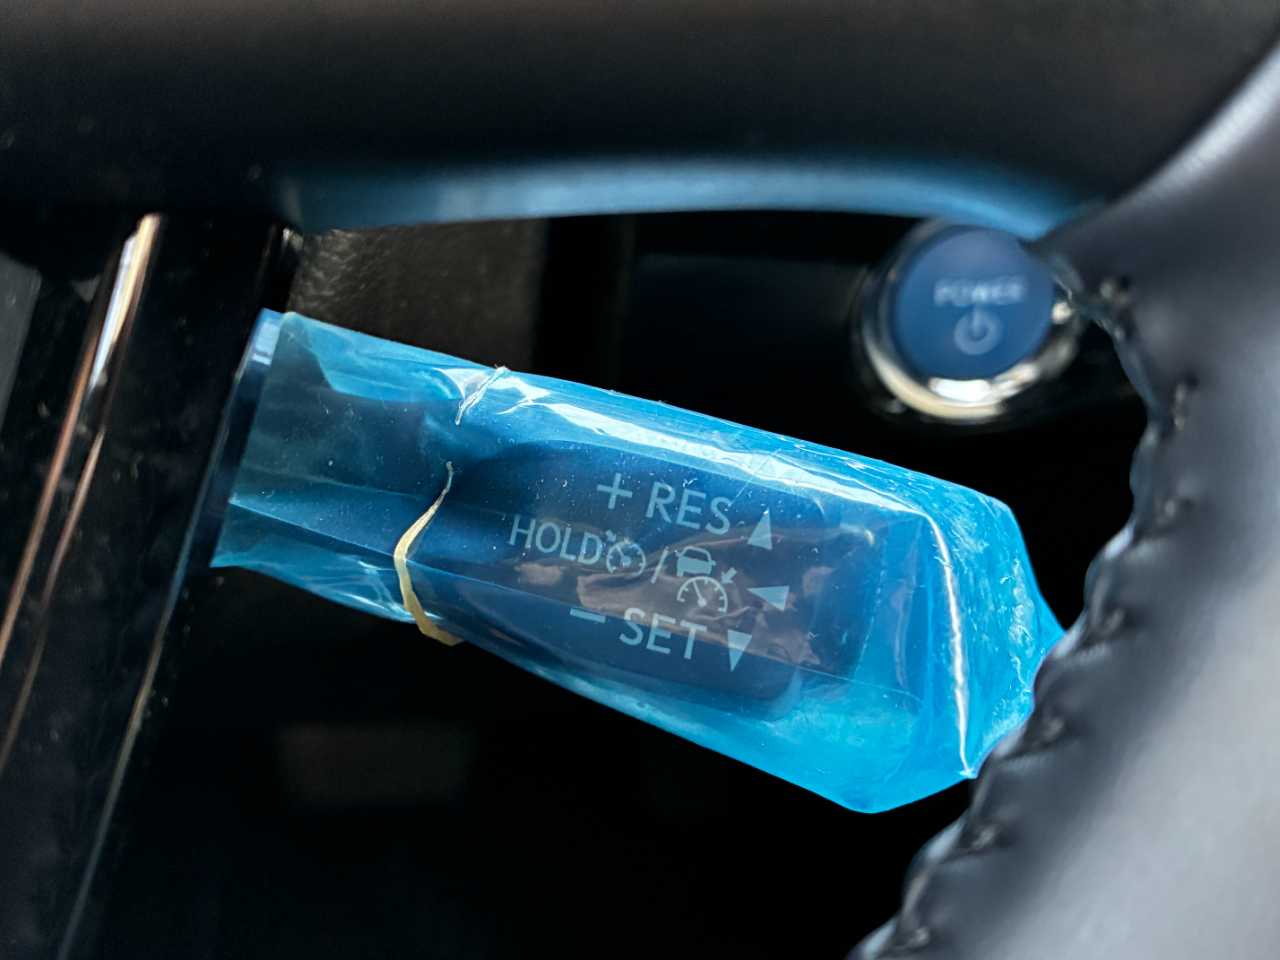 POWER
+ RES
HOLD /
− SET